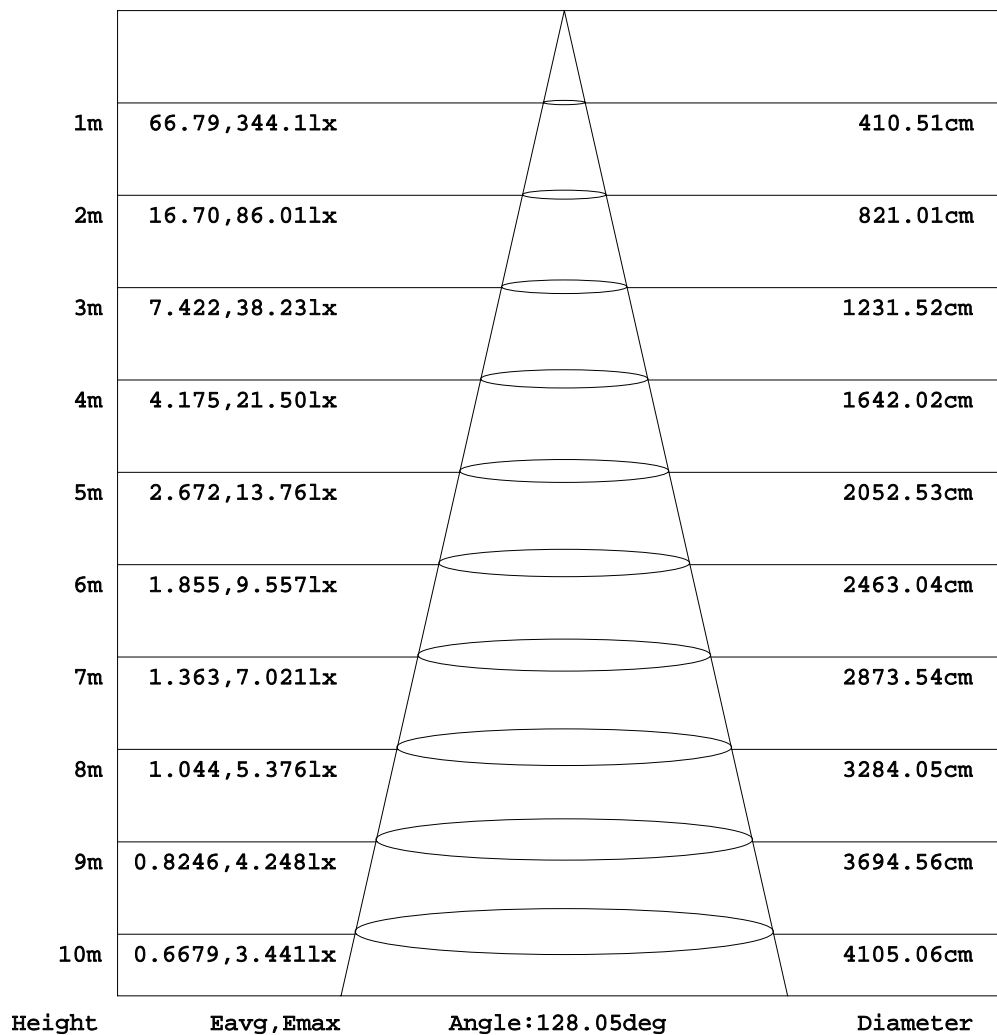 1m 66.79,344.1lx 410.51cm
2m 16.70,86.01lx 821.01cm
3m 7.422,38.23lx 1231.52cm
4m 4.175,21.50lx 1642.02cm
5m 2.672,13.76lx 2052.53cm
6m 1.855,9.557lx 2463.04cm
7m 1.363,7.021lx 2873.54cm
8m 1.044,5.376lx 3284.05cm
9m 0.8246,4.248lx 3694.56cm
10m 0.6679,3.441lx 4105.06cm
Height Eavg,Emax Angle:128.05deg Diameter